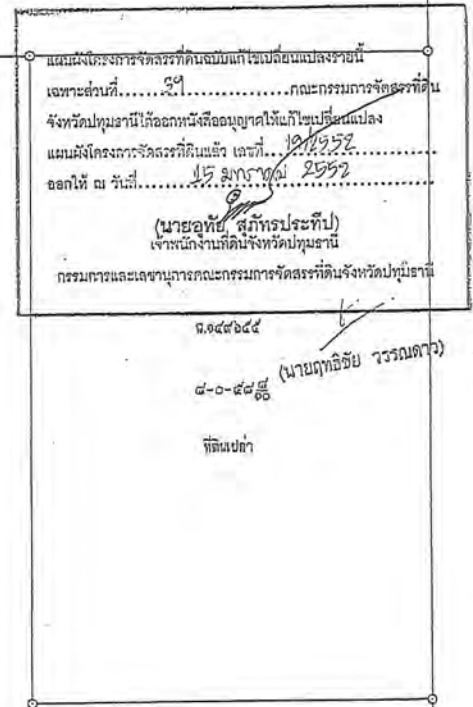 แผนผังโครงการจัดสรรที่ดินฉบับแก้ไขเปลี่ยนแปลงรายนี้
เฉพาะส่วนที่......29......คณะกรรมการจัดสรรที่ดิน
จังหวัดปทุมธานีได้ออกหนังสืออนุญาตให้แก้ไขเปลี่ยนแปลง
แผนผังโครงการจัดสรรที่ดินแล้ว เลขที่...19/2552
ออกให้ ณ วันที่......15 มกราคม 2552
(นายอุทัย สุภัทรประทีป)
เจ้าพนักงานที่ดินจังหวัดปทุมธานี
กรรมการและเลขานุการคณะกรรมการจัดสรรที่ดินจังหวัดปทุมธานี
น.๑๔๙๖๕๕
(นายฤทธิชัย วรรณดาว)
๘-๐-๕๘
ที่ดินเปล่า